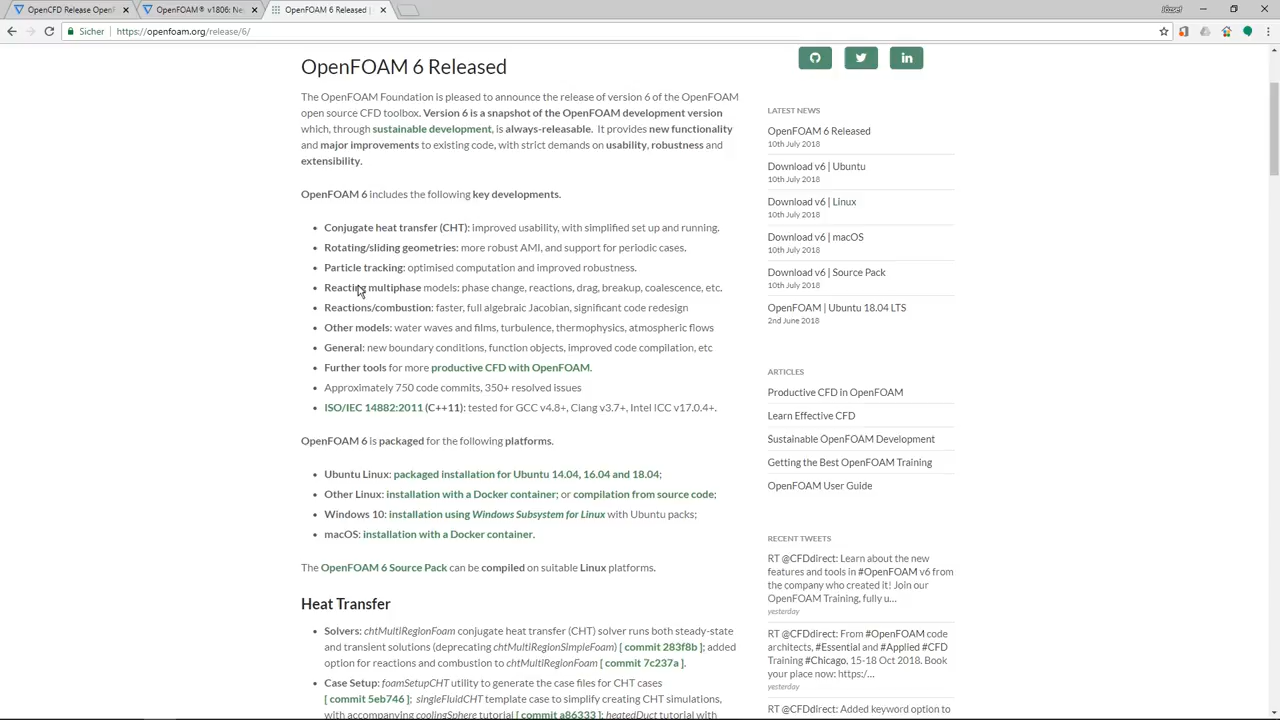 OpenCFD Release OpenF
OpenFOAM® v1806: Ne
OpenFOAM 6 Released |
Sicher
https://openfoam.org/release/6/
OpenFOAM 6 Released
The OpenFOAM Foundation is pleased to announce the release of version 6 of the OpenFOAM
open source CFD toolbox. Version 6 is a snapshot of the OpenFOAM development version
which, through sustainable development, is always-releasable. It provides new functionality
and major improvements to existing code, with strict demands on usability, robustness and
extensibility.
OpenFOAM 6 includes the following key developments.
• Conjugate heat transfer (CHT): improved usability, with simplified set up and running.
• Rotating/sliding geometries: more robust AMI, and support for periodic cases.
• Particle tracking: optimised computation and improved robustness.
• Reacting multiphase models: phase change, reactions, drag, breakup, coalescence, etc.
• Reactions/combustion: faster, full algebraic Jacobian, significant code redesign
• Other models: water waves and films, turbulence, thermophysics, atmospheric flows
• General: new boundary conditions, function objects, improved code compilation, etc
• Further tools for more productive CFD with OpenFOAM.
• Approximately 750 code commits, 350+ resolved issues
• ISO/IEC 14882:2011 (C++11): tested for GCC v4.8+, Clang v3.7+, Intel ICC v17.0.4+.
OpenFOAM 6 is packaged for the following platforms.
• Ubuntu Linux: packaged installation for Ubuntu 14.04, 16.04 and 18.04;
• Other Linux: installation with a Docker container; or compilation from source code;
• Windows 10: installation using Windows Subsystem for Linux with Ubuntu packs;
• macOS: installation with a Docker container.
The OpenFOAM 6 Source Pack can be compiled on suitable Linux platforms.
Heat Transfer
• Solvers: chtMultiRegionFoam conjugate heat transfer (CHT) solver runs both steady-state
and transient solutions (deprecating chtMultiRegionSimpleFoam) [ commit 283f8b ]; added
option for reactions and combustion to chtMultiRegionFoam [ commit 7c237a ].
• Case Setup: foamSetupCHT utility to generate the case files for CHT cases
[ commit 5eb746 ]; singleFluidCHT template case to simplify creating CHT simulations,
with accompanying coolingSphere tutorial [ commit a86333 ]; heatedDuct tutorial with
in
LATEST NEWS
OpenFOAM 6 Released
10th July 2018
Download v6 | Ubuntu
10th July 2018
Download v6 | Linux
10th July 2018
Download v6 | macOS
10th July 2018
Download v6 | Source Pack
10th July 2018
OpenFOAM | Ubuntu 18.04 LTS
2nd June 2018
ARTICLES
Productive CFD in OpenFOAM
Learn Effective CFD
Sustainable OpenFOAM Development
Getting the Best OpenFOAM Training
OpenFOAM User Guide
RECENT TWEETS
RT @CFDdirect: Learn about the new
features and tools in #OpenFOAM v6 from
the company who created it! Join our
OpenFOAM Training, fully u…
yesterday
RT @CFDdirect: From #OpenFOAM code
architects, #Essential and #Applied #CFD
Training #Chicago, 15-18 Oct 2018. Book
your place now: https:/…
yesterday
RT @CFDdirect: Added keyword option to